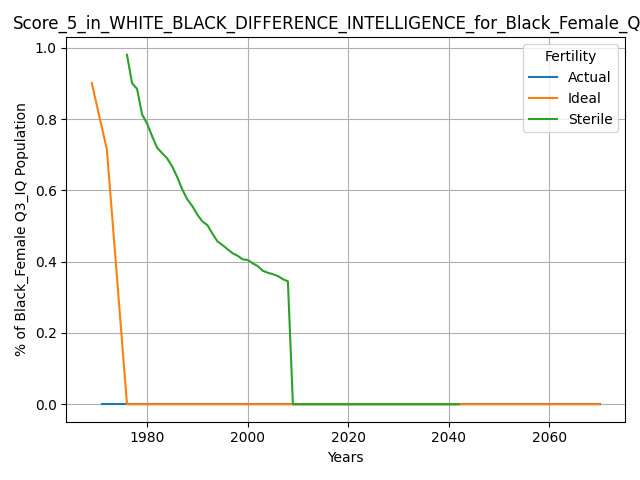 Score_5_in_WHITE_BLACK_DIFFERENCE_INTELLIGENCE_for_Black_Female_Q
Fertility
Actual
Ideal
Sterile
% of Black_Female Q3_IQ Population
1.0
0.8
0.6
0.4
0.2
0.0
1980 2000 2020 2040 2060
Years